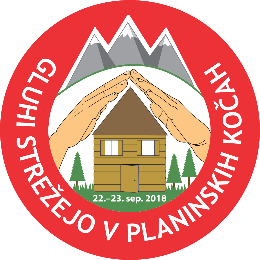 GLUHI STREŽEJO V PLANINSKIH KOČAH
22.–23. sep. 2018